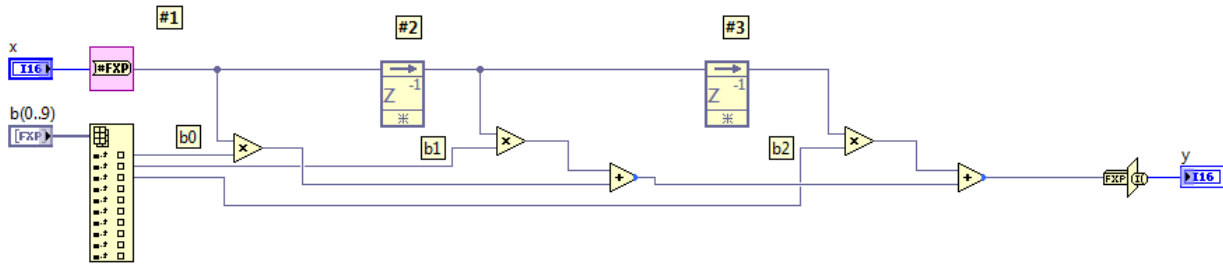 #1
#2
#3
x
I16
]#FXP)
Z -1
Z -1
b(0..9)
[FXP]
b0
×
b1
×
b2
×
+
+
FXP
I(
y
I16